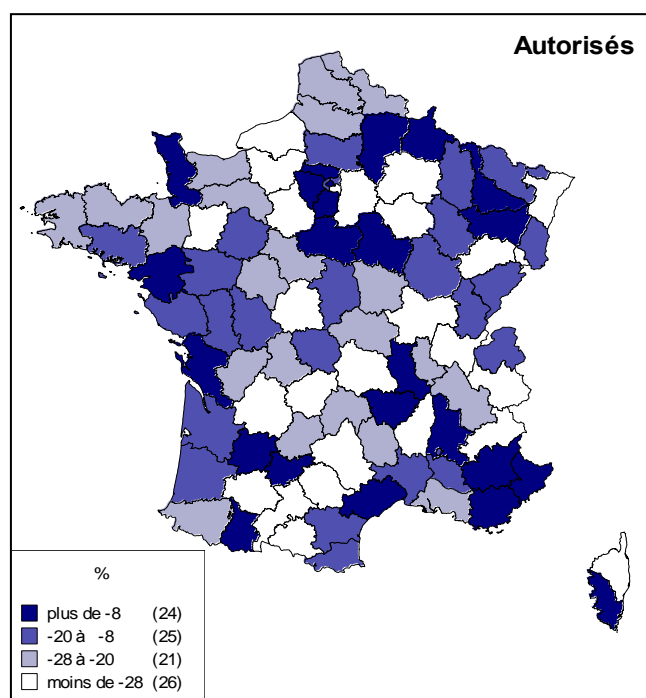 Autorisés
%
plus de -8 (24)
-20 à -8 (25)
-28 à -20 (21)
moins de -28 (26)